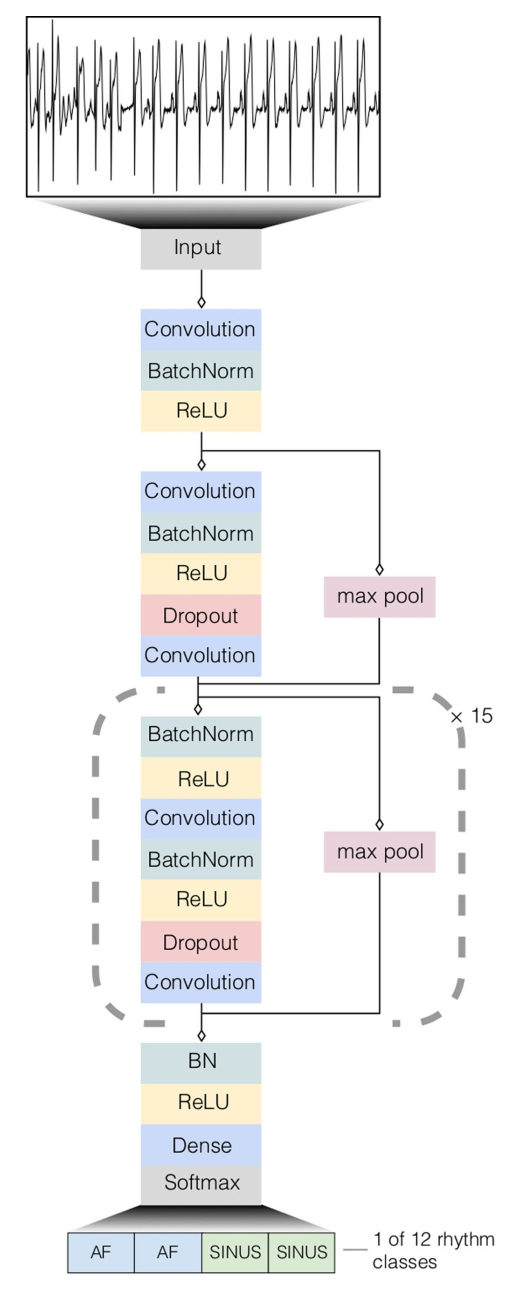 Input
Convolution
BatchNorm
ReLU
Convolution
BatchNorm
ReLU
Dropout
Convolution
max pool
× 15
BatchNorm
ReLU
Convolution
BatchNorm
ReLU
Dropout
Convolution
max pool
BN
ReLU
Dense
Softmax
AF AF SINUS SINUS
1 of 12 rhythm
classes